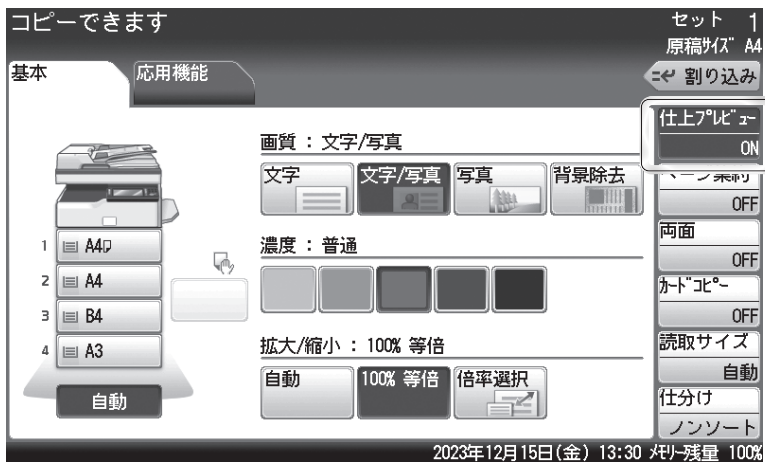 コピーできます
セット 1
原稿ｻｲｽﾞ A4
基本
応用機能
割り込み
仕上ﾌﾟﾚﾋﾞｭｰ
ON
ページ集約
OFF
両面
OFF
ｶｰﾄﾞｺﾋﾟｰ
OFF
読取サイズ
自動
仕分け
ノンソート
画質：文字/写真
文字
文字/写真
写真
背景除去
濃度：普通
拡大/縮小：100% 等倍
自動
100% 等倍
倍率選択
1 A4
2 A4
3 B4
4 A3
自動
2023年12月15日(金) 13:30 ﾒﾓﾘｰ残量 100%